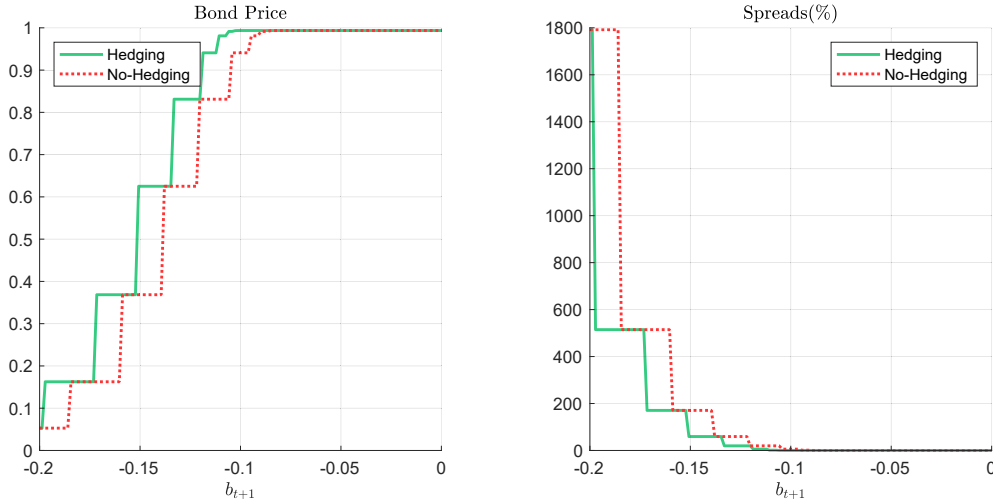 Bond Price
Hedging
No-Hedging
1
0.9
0.8
0.7
0.6
0.5
0.4
0.3
0.2
0.1
0
-0.2 -0.15 -0.1 -0.05 0
b_{t+1}
Spreads(%)
Hedging
No-Hedging
1800
1600
1400
1200
1000
800
600
400
200
0
-0.2 -0.15 -0.1 -0.05 0
b_{t+1}